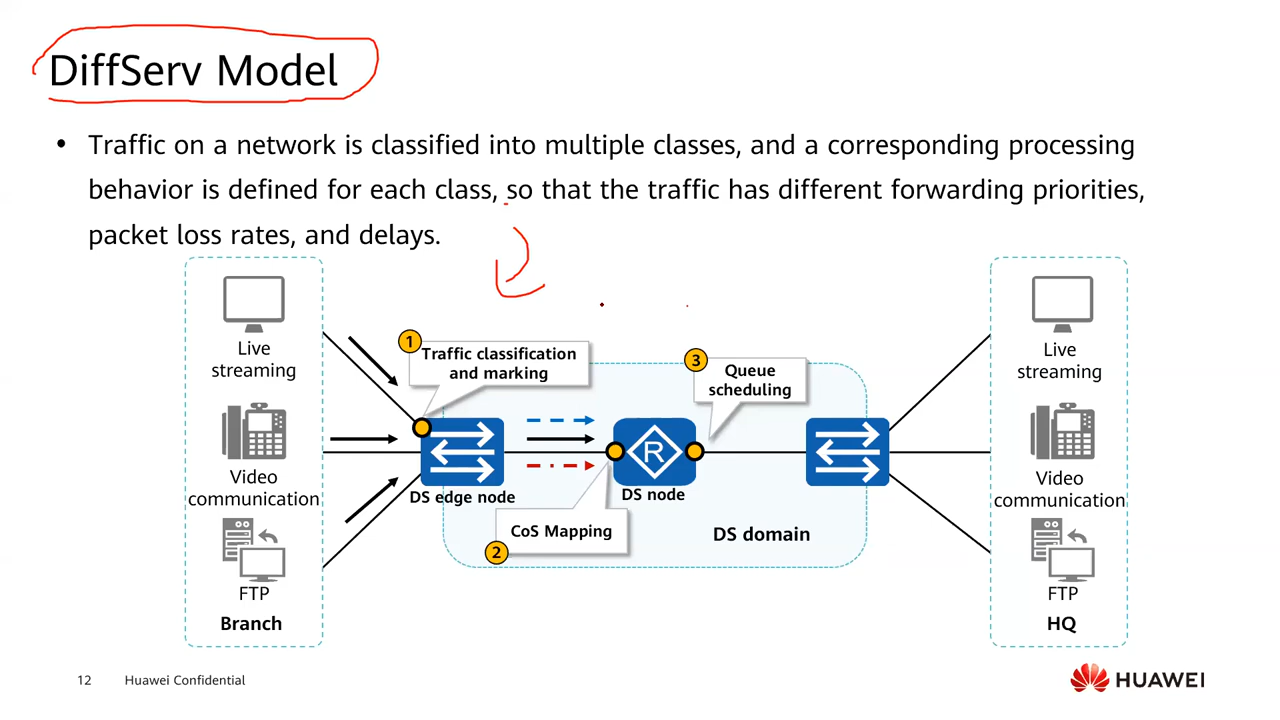 DiffServ Model
• Traffic on a network is classified into multiple classes, and a corresponding processing
behavior is defined for each class, so that the traffic has different forwarding priorities,
packet loss rates, and delays.
Live
streaming
Video
communication
FTP
Branch
1
Traffic classification
and marking
DS edge node
2
CoS Mapping
R
DS node
3
Queue
scheduling
DS domain
Live
streaming
Video
communication
FTP
HQ
12
Huawei Confidential
HUAWEI